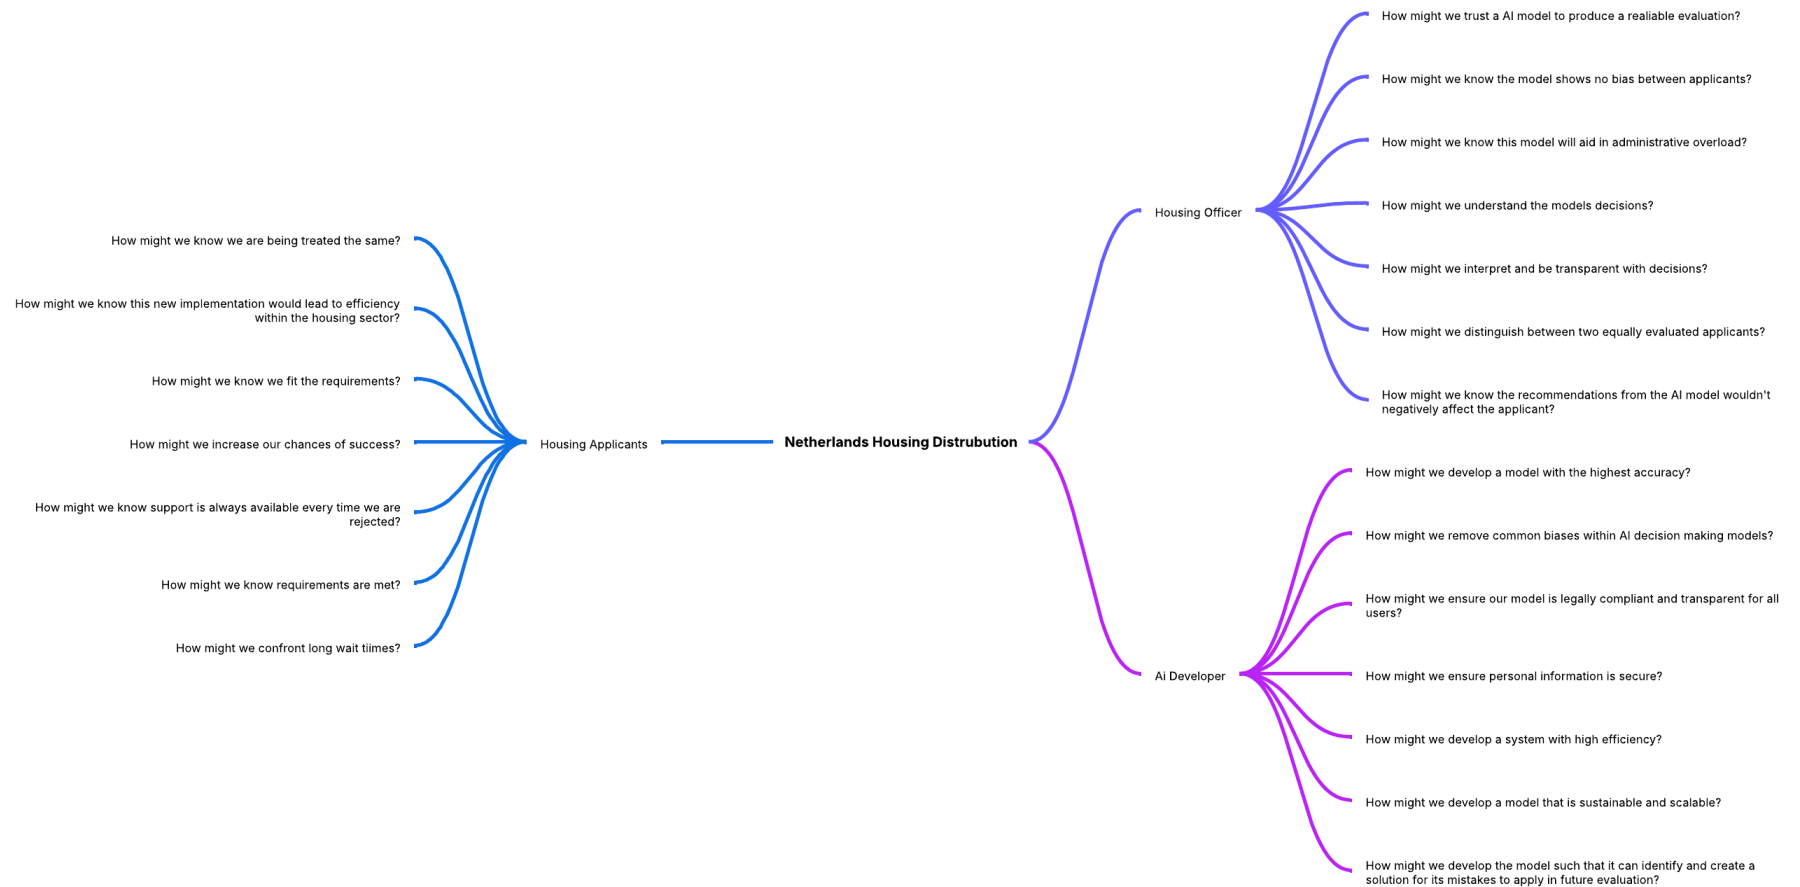 How might we know we are being treated the same?
How might we know this new implementation would lead to efficiency
within the housing sector?
How might we know we fit the requirements?
How might we increase our chances of success?
How might we know support is always available every time we are
rejected?
How might we know requirements are met?
How might we confront long wait tiimes?
Housing Applicants
Netherlands Housing Distrubution
Housing Officer
How might we trust a AI model to produce a realiable evaluation?
How might we know the model shows no bias between applicants?
How might we know this model will aid in administrative overload?
How might we understand the models decisions?
How might we interpret and be transparent with decisions?
How might we distinguish between two equally evaluated applicants?
How might we know the recommendations from the AI model wouldn't
negatively affect the applicant?
Ai Developer
How might we develop a model with the highest accuracy?
How might we remove common biases within AI decision making models?
How might we ensure our model is legally compliant and transparent for all
users?
How might we ensure personal information is secure?
How might we develop a system with high efficiency?
How might we develop a model that is sustainable and scalable?
How might we develop the model such that it can identify and create a
solution for its mistakes to apply in future evaluation?